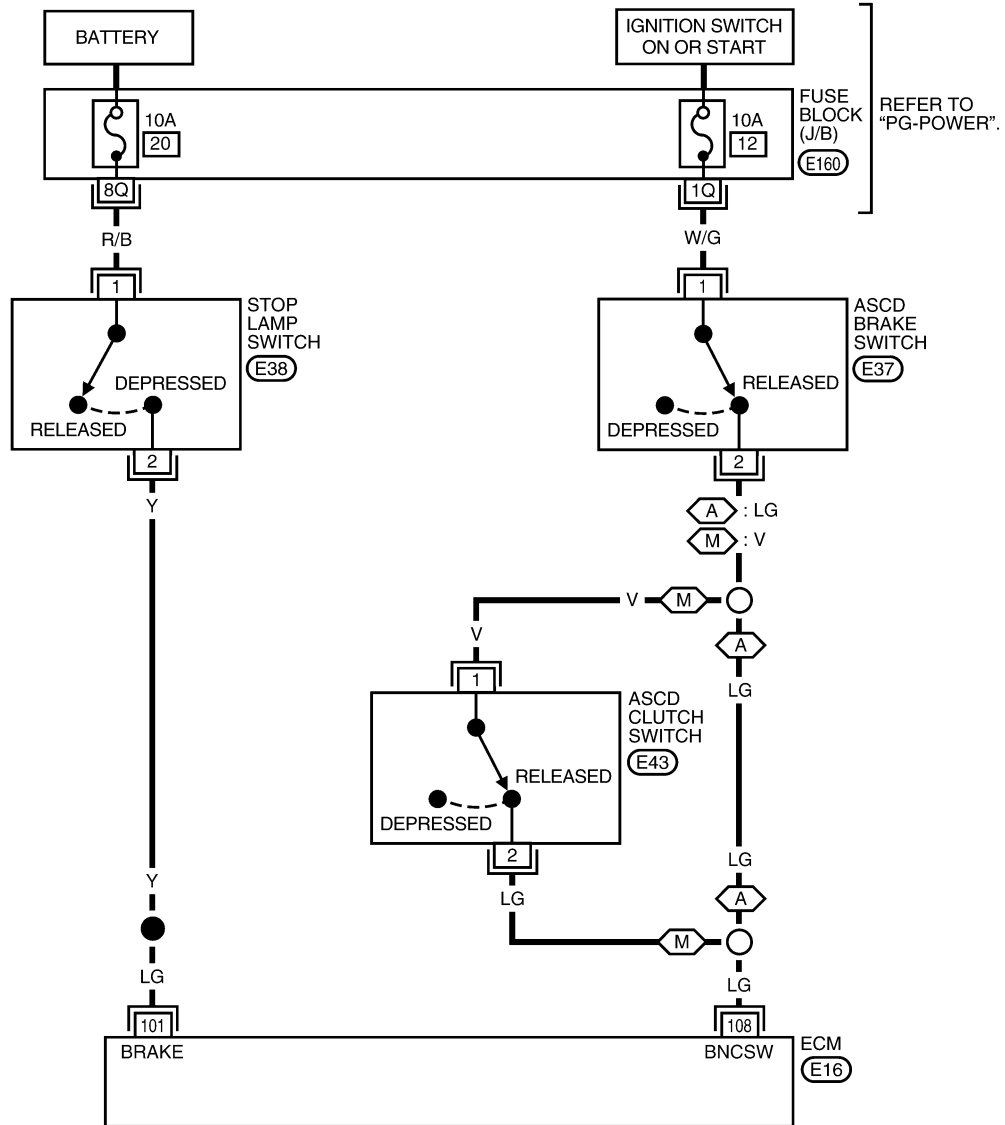 BATTERY
IGNITION SWITCH
ON OR START
10A
20
10A
12
FUSE
BLOCK
(J/B)
E160
REFER TO
“PG-POWER”.
8Q
1Q
R/B
W/G
1
1
STOP
LAMP
SWITCH
E38
DEPRESSED
RELEASED
ASCD
BRAKE
SWITCH
E37
RELEASED
DEPRESSED
2
2
Y
A : LG
M : V
V
M
V
A
1
LG
ASCD
CLUTCH
SWITCH
E43
RELEASED
DEPRESSED
2
LG
Y
LG
A
M
LG
LG
101
108
BRAKE
BNCSW
ECM
E16